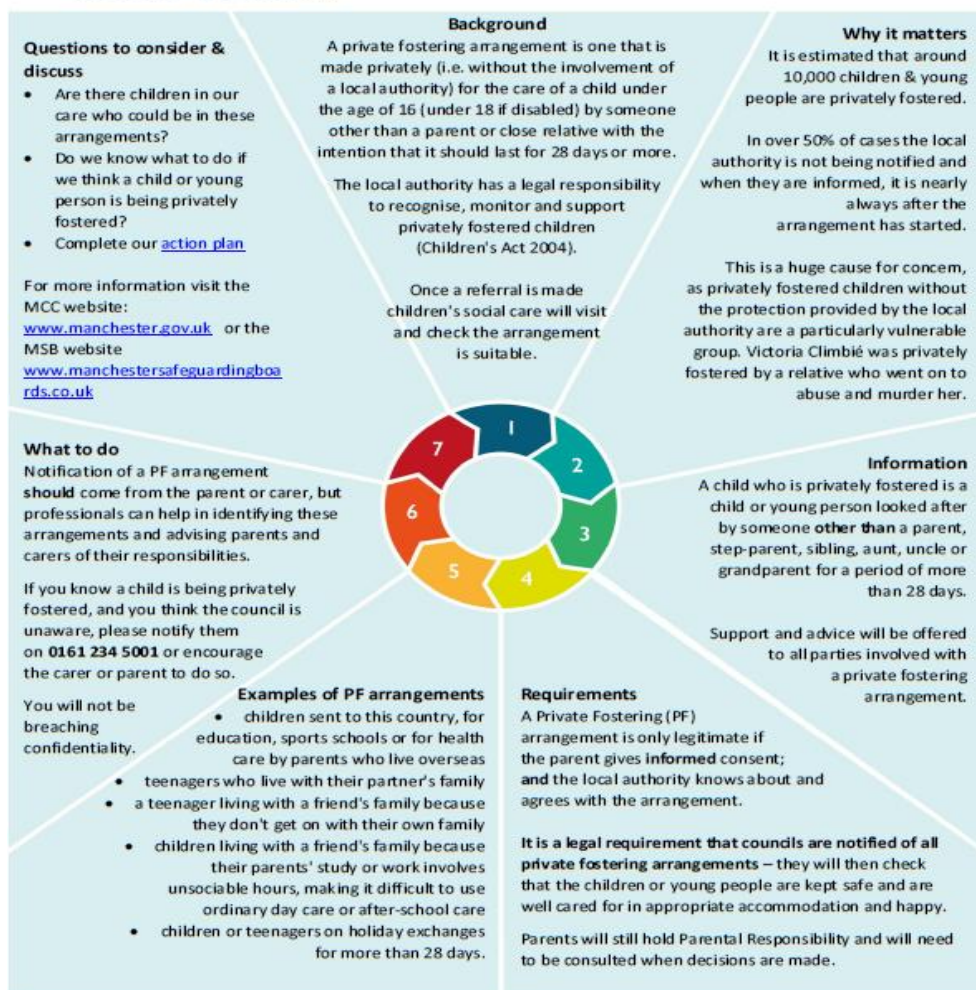 Background
A private fostering arrangement is one that is
made privately (i.e. without the involvement of
a local authority) for the care of a child under
the age of 16 (under 18 if disabled) by someone
other than a parent or close relative with the
intention that it should last for 28 days or more.
The local authority has a legal responsibility
to recognise, monitor and support
privately fostered children
(Children's Act 2004).
Once a referral is made
children's social care will visit
and check the arrangement
is suitable.
Why it matters
It is estimated that around
10,000 children & young
people are privately fostered.
In over 50% of cases the local
authority is not being notified and
when they are informed, it is nearly
always after the
arrangement has started.
This is a huge cause for concern,
as privately fostered children without
the protection provided by the local
authority are a particularly vulnerable
group. Victoria Climbié was privately
fostered by a relative who went on to
abuse and murder her.
Information
A child who is privately fostered is a
child or young person looked after
by someone other than a parent,
step-parent, sibling, aunt, uncle or
grandparent for a period of more
than 28 days.
Support and advice will be offered
to all parties involved with
a private fostering
arrangement.
Requirements
A Private Fostering (PF)
arrangement is only legitimate if
the parent gives informed consent;
and the local authority knows about and
agrees with the arrangement.
It is a legal requirement that councils are notified of all
private fostering arrangements – they will then check
that the children or young people are kept safe and are
well cared for in appropriate accommodation and happy.
Parents will still hold Parental Responsibility and will need
to be consulted when decisions are made.
Examples of PF arrangements
• children sent to this country, for
education, sports schools or for health
care by parents who live overseas
• teenagers who live with their partner's family
• a teenager living with a friend's family because
they don't get on with their own family
• children living with a friend's family because
their parents' study or work involves
unsociable hours, making it difficult to use
ordinary day care or after-school care
• children or teenagers on holiday exchanges
for more than 28 days.
What to do
Notification of a PF arrangement
should come from the parent or carer, but
professionals can help in identifying these
arrangements and advising parents and
carers of their responsibilities.
If you know a child is being privately
fostered, and you think the council is
unaware, please notify them
on 0161 234 5001 or encourage
the carer or parent to do so.
You will not be
breaching
confidentiality.
Questions to consider &
discuss
• Are there children in our
care who could be in these
arrangements?
• Do we know what to do if
we think a child or young
person is being privately
fostered?
• Complete our action plan
For more information visit the
MCC website:
www.manchester.gov.uk or the
MSB website
www.manchestersafeguardingboa
rds.co.uk
1
2
3
4
5
6
7